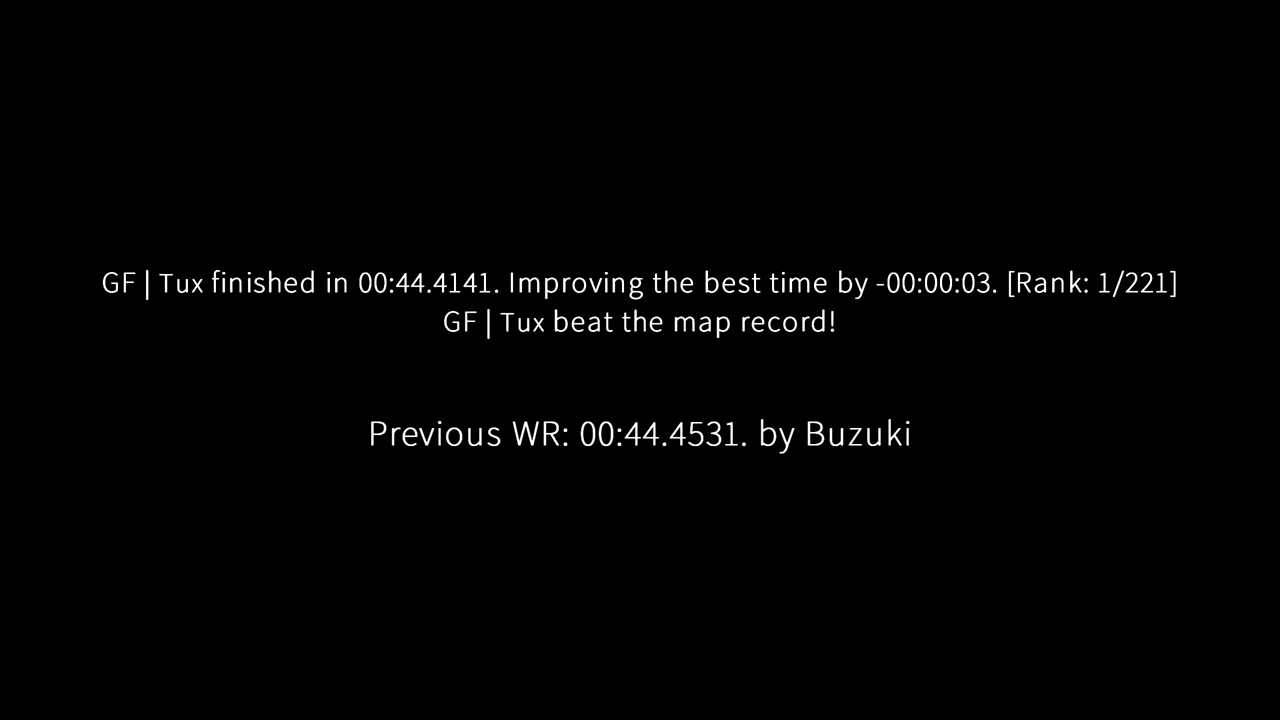 GF | Tux finished in 00:44.4141. Improving the best time by -00:00:03. [Rank: 1/221]
GF | Tux beat the map record!
Previous WR: 00:44.4531. by Buzuki